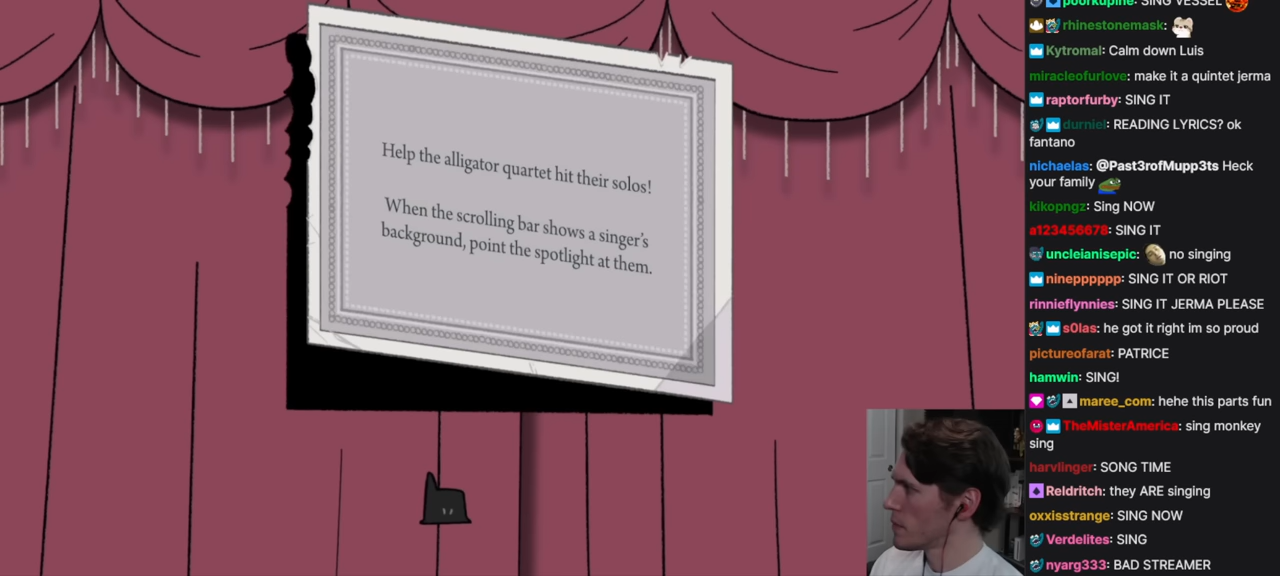 Help the alligator quartet hit their solos!
When the scrolling bar shows a singer's
background, point the spotlight at them.
poorkupine: SING VESSEL
rhinestonemask:
Kytromal: Calm down Luis
miracleofurlove: make it a quintet jerma
raptorfurby: SING IT
durniel: READING LYRICS? ok
fantano
nichaelas: @Past3rofMupp3ts Heck
your family
kikopngz: Sing NOW
a123456678: SING IT
uncleianisepic: no singing
ninepppppp: SING IT OR RIOT
rinnieflynnies: SING IT JERMA PLEASE
s0las: he got it right im so proud
pictureofarat: PATRICE
hamwin: SING!
maree_com: hehe this parts fun
TheMisterAmerica: sing monkey
sing
harvlinger: SONG TIME
Reldritch: they ARE singing
oxxisstrange: SING NOW
Verdelites: SING
nyarg333: BAD STREAMER